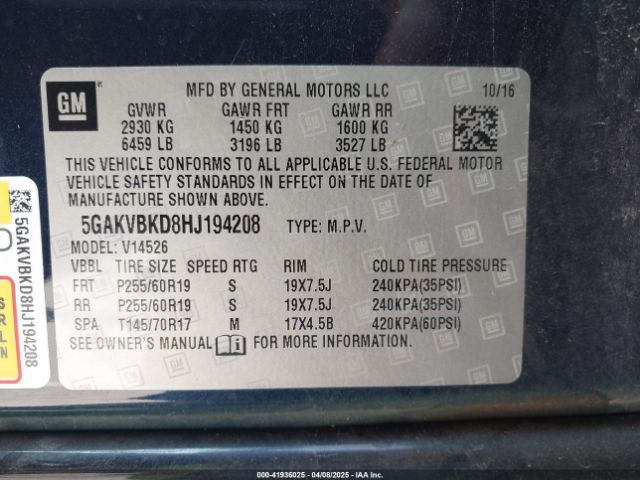 GM
MFD BY GENERAL MOTORS LLC 10/16
GVWR GAWR FRT GAWR RR
2930 KG 1450 KG 1600 KG
6459 LB 3196 LB 3527 LB
THIS VEHICLE CONFORMS TO ALL APPLICABLE U.S. FEDERAL MOTOR
VEHICLE SAFETY STANDARDS IN EFFECT ON THE DATE OF
MANUFACTURE SHOWN ABOVE.
5GAKVBKD8HJ194208 TYPE: M.P.V.
MODEL: V14526
VBBL TIRE SIZE SPEED RTG RIM COLD TIRE PRESSURE
FRT P255/60R19 S 19X7.5J 240KPA(35PSI)
RR P255/60R19 S 19X7.5J 240KPA(35PSI)
SPA T145/70R17 M 17X4.5B 420KPA(60PSI)
SEE OWNER'S MANUAL i FOR MORE INFORMATION.
5GAKVBKD8HJ194208
000-41936025 - 04/08/2025 - IAA Inc.